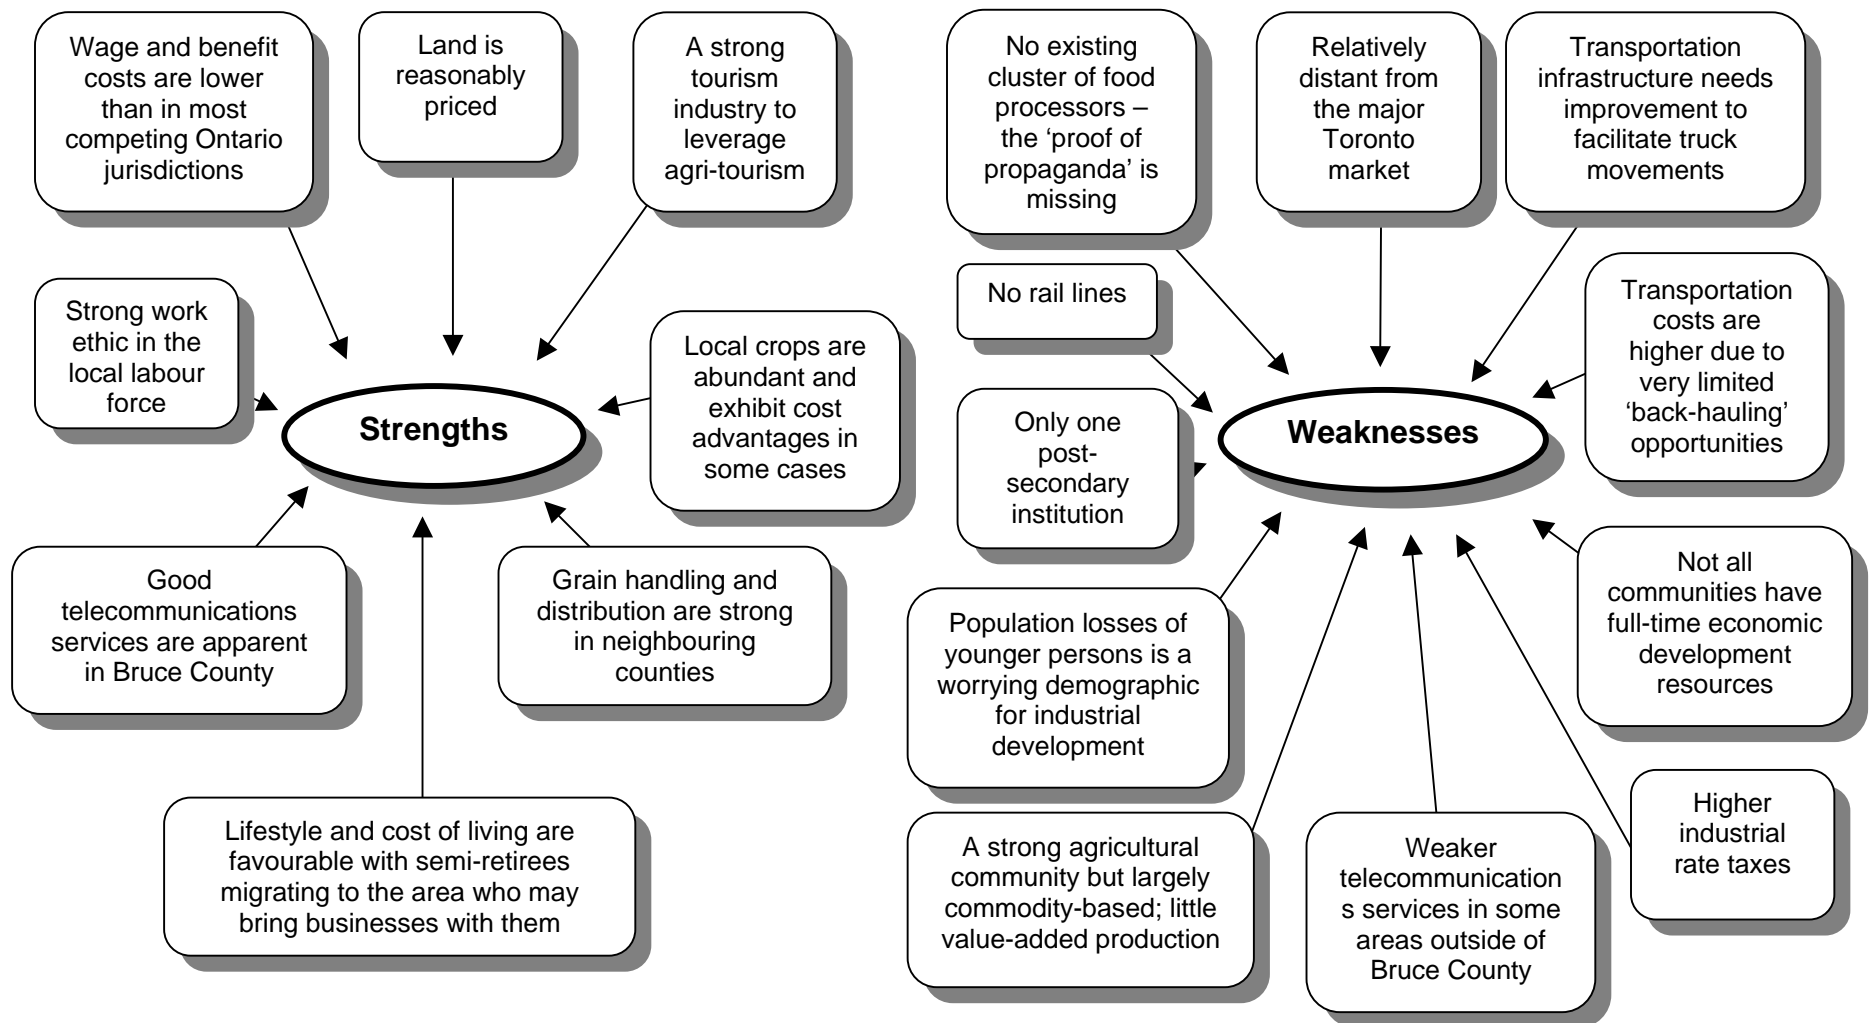 Wage and benefit
costs are lower
than in most
competing Ontario
jurisdictions
Land is
reasonably
priced
A strong
tourism
industry to
leverage
agri-tourism
Strong work
ethic in the
local labour
force
Local crops are
abundant and
exhibit cost
advantages in
some cases
Strengths
Good
telecommunications
services are apparent
in Bruce County
Grain handling and
distribution are strong
in neighbouring
counties
Lifestyle and cost of living are
favourable with semi-retirees
migrating to the area who may
bring businesses with them
No existing
cluster of food
processors –
the ‘proof of
propaganda’ is
missing
Relatively
distant from
the major
Toronto
market
Transportation
infrastructure needs
improvement to
facilitate truck
movements
No rail lines
Transportation
costs are
higher due to
very limited
‘back-hauling’
opportunities
Only one
post-
secondary
institution
Weaknesses
Population losses of
younger persons is a
worrying demographic
for industrial
development
Not all
communities have
full-time economic
development
resources
A strong agricultural
community but largely
commodity-based; little
value-added production
Weaker
telecommunication
s services in some
areas outside of
Bruce County
Higher
industrial
rate taxes